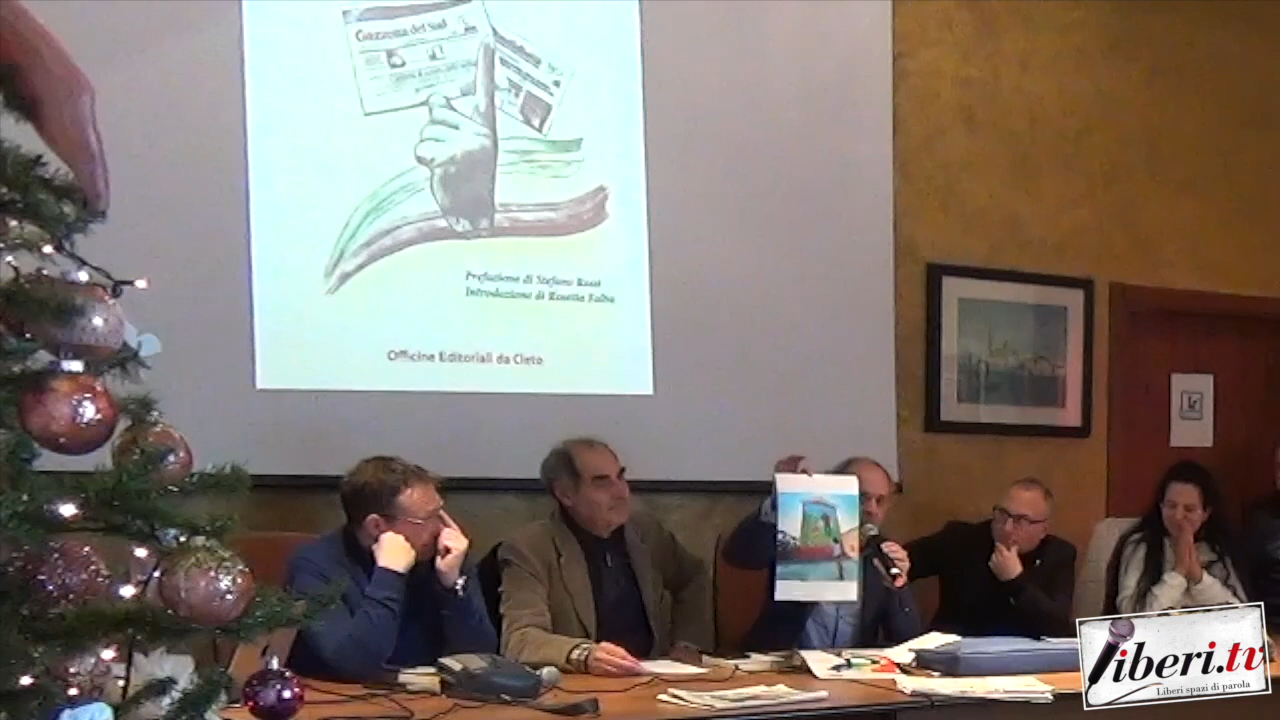 Gazzetta del Sud
Prefazione di Stefano Rossi
Introduzione di Rosetta Falbo
Officine Editoriali da Cleto
liberi.tv
Liberi spazi di parola